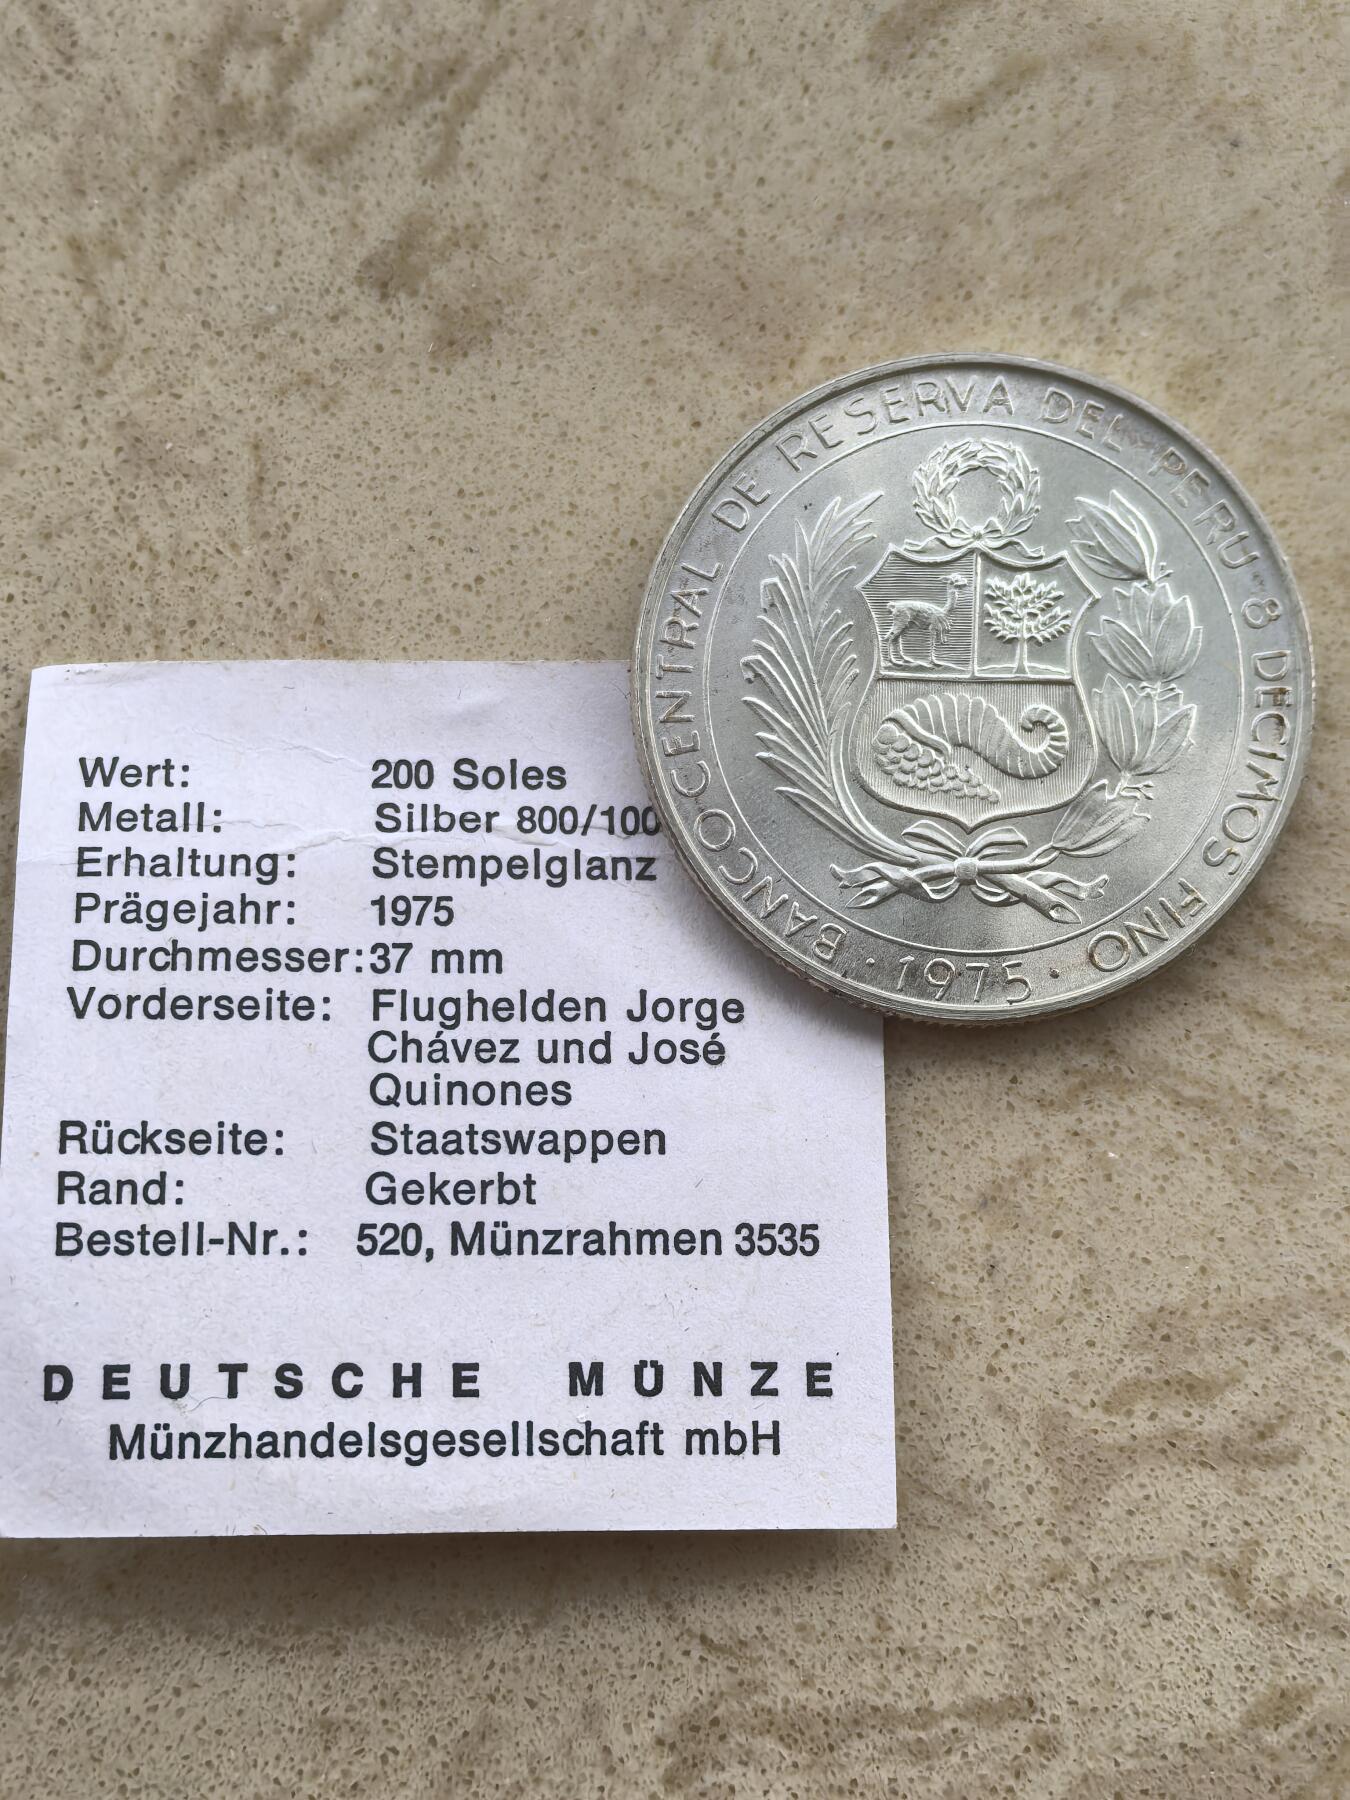 BANCO CENTRAL DE RESERVA DEL PERU · 8 DECIMOS FINO
· 1975 ·
Wert: 200 Soles
Metall: Silber 800/100
Erhaltung: Stempelglanz
Prägejahr: 1975
Durchmesser: 37 mm
Vorderseite: Flughelden Jorge
Chávez und José
Quinones
Rückseite: Staatswappen
Rand: Gekerbt
Bestell-Nr.: 520, Münzrahmen 3535
DEUTSCHE MÜNZE
Münzhandelsgesellschaft mbH